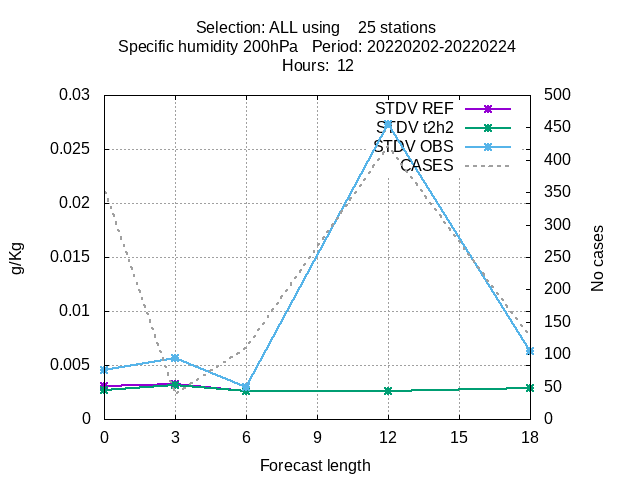 Selection: ALL using    25 stations
Specific humidity 200hPa   Period: 20220202-20220224
Hours:  12
0.03
0.025
0.02
0.015
0.01
0.005
0
500
450
400
350
300
250
200
150
100
50
0
STDV REF
STDV t2h2
STDV OBS
CASES
g/Kg
No cases
0 3 6 9 12 15 18
Forecast length